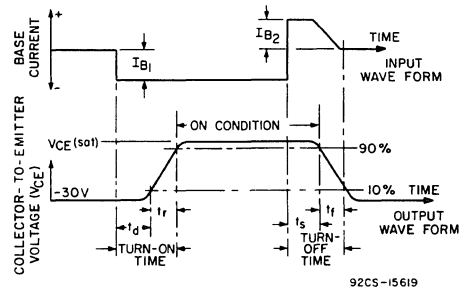 +
BASE
CURRENT
-
IB1
IB2
TIME
INPUT
WAVE FORM
COLLECTOR-TO-EMITTER
VOLTAGE (VCE)
VCE (sat)
ON CONDITION
90%
-30V
10%
TIME
OUTPUT
WAVE FORM
td
tr
ts
tf
TURN-ON
TIME
TURN-
OFF
TIME
92CS-15619